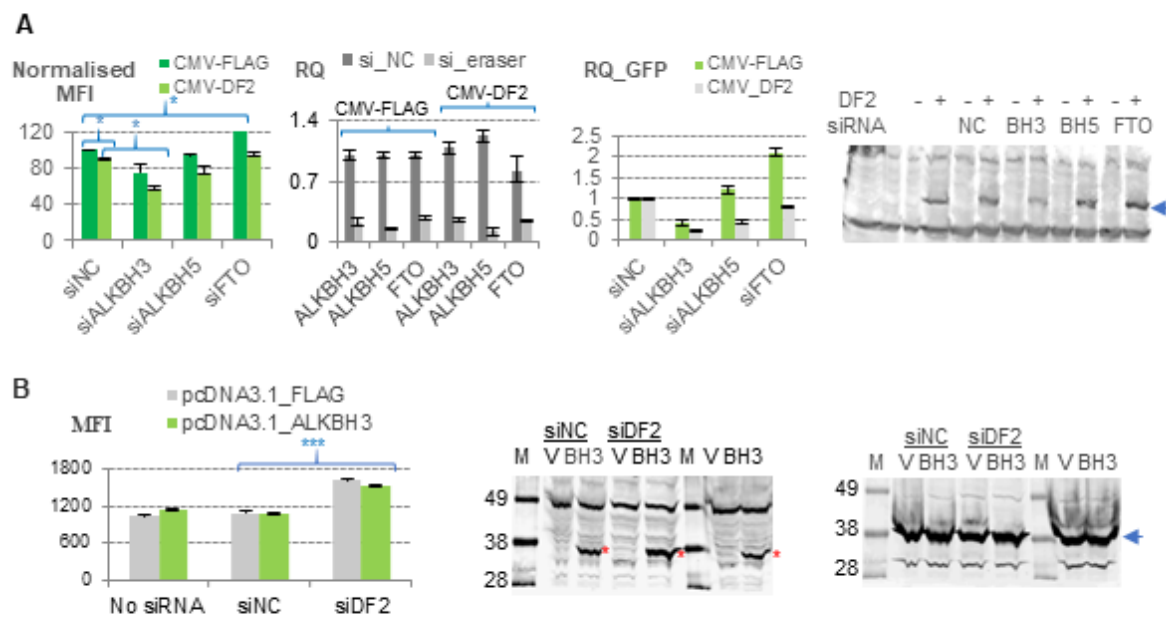 A
Normalised
MFI
CMV-FLAG
CMV-DF2
*
* *
120
80
40
0
siNC
siALKBH3
siALKBH5
siFTO
RQ
si_NC si_eraser
CMV-FLAG CMV-DF2
1.4
0.7
0
ALKBH3
ALKBH5
FTO
ALKBH3
ALKBH5
FTO
RQ_GFP
CMV-FLAG
CMV_DF2
2.5
2
1.5
1
0.5
0
siNC
siALKBH3
siALKBH5
siFTO
DF2 - + - + - + - + - +
siRNA NC BH3 BH5 FTO
B
MFI
pcDNA3.1_FLAG
pcDNA3.1_ALKBH3
***
1800
1200
600
0
No siRNA siNC siDF2
siNC siDF2
M V BH3 V BH3 M V BH3
49
38
28
* * *
siNC siDF2
M V BH3 V BH3 M V BH3
49
38
28